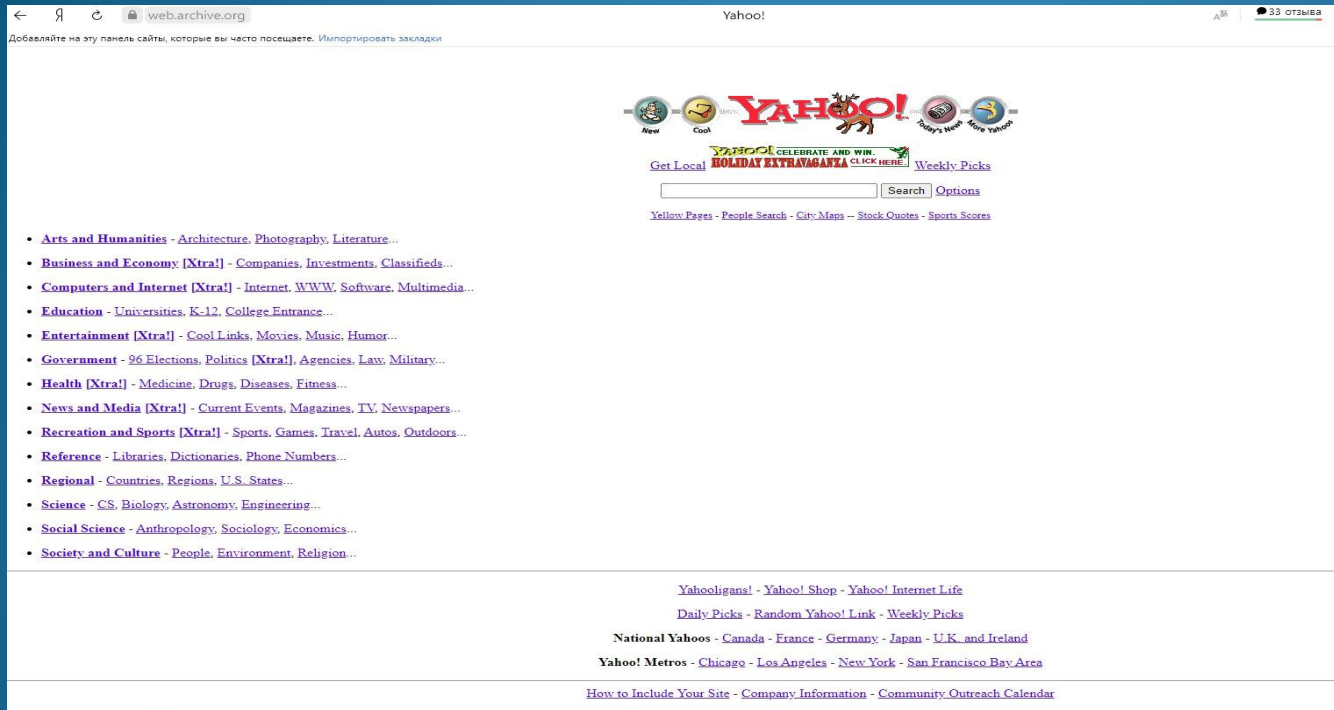 Я web.archive.org Yahoo! 33 отзыва
Добавляйте на эту панель сайты, которые вы часто посещаете. Импортировать закладки
New Cool YAHOO! Today's News More Yahoos
Get Local YAHOO! CELEBRATE AND WIN. HOLIDAY EXTRAVAGANZA CLICK HERE. Weekly Picks
Search Options
Yellow Pages - People Search - City Maps -- Stock Quotes - Sports Scores
• Arts and Humanities - Architecture, Photography, Literature...
• Business and Economy [Xtra!] - Companies, Investments, Classifieds...
• Computers and Internet [Xtra!] - Internet, WWW, Software, Multimedia...
• Education - Universities, K-12, College Entrance...
• Entertainment [Xtra!] - Cool Links, Movies, Music, Humor...
• Government - 96 Elections, Politics [Xtra!], Agencies, Law, Military...
• Health [Xtra!] - Medicine, Drugs, Diseases, Fitness...
• News and Media [Xtra!] - Current Events, Magazines, TV, Newspapers...
• Recreation and Sports [Xtra!] - Sports, Games, Travel, Autos, Outdoors...
• Reference - Libraries, Dictionaries, Phone Numbers...
• Regional - Countries, Regions, U.S. States...
• Science - CS, Biology, Astronomy, Engineering...
• Social Science - Anthropology, Sociology, Economics...
• Society and Culture - People, Environment, Religion...
Yahooligans! - Yahoo! Shop - Yahoo! Internet Life
Daily Picks - Random Yahoo! Link - Weekly Picks
National Yahoos - Canada - France - Germany - Japan - U.K. and Ireland
Yahoo! Metros - Chicago - Los Angeles - New York - San Francisco Bay Area
How to Include Your Site - Company Information - Community Outreach Calendar